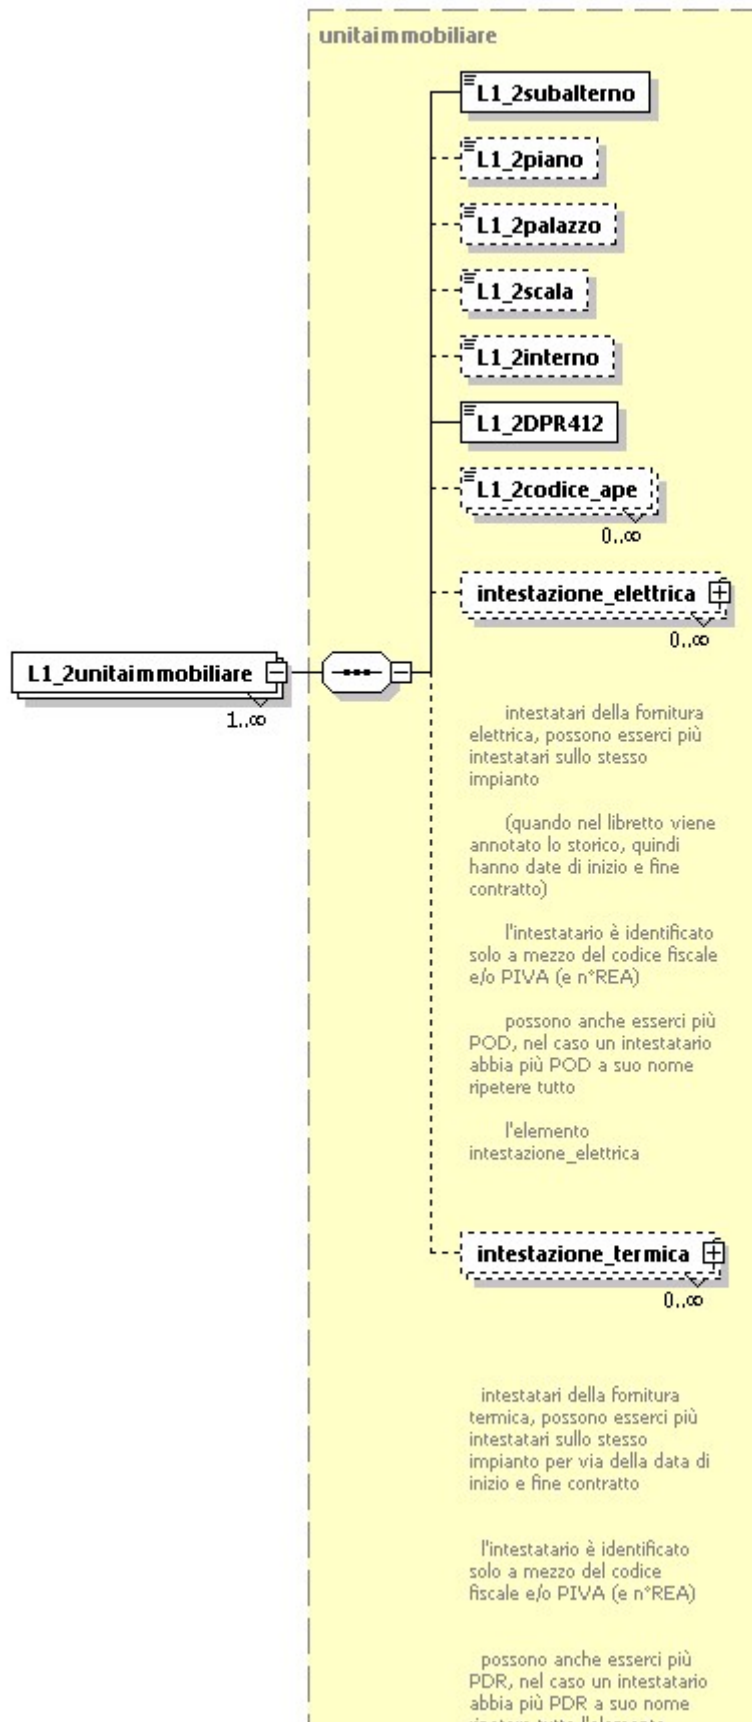 unitaimmobiliare
L1_2subalterno
L1_2piano
L1_2palazzo
L1_2scala
L1_2interno
L1_2DPR412
L1_2codice_ape
0..∞
intestazione_elettrica
0..∞
L1_2unitaimmobiliare
1..∞
intestatari della fornitura
elettrica, possono esserci più
intestatari sullo stesso
impianto
(quando nel libretto viene
annotato lo storico, quindi
hanno date di inizio e fine
contratto)
l'intestatario è identificato
solo a mezzo del codice fiscale
e/o PIVA (e n°REA)
possono anche esserci più
POD, nel caso un intestatario
abbia più POD a suo nome
ripetere tutto
l'elemento
intestazione_elettrica
intestazione_termica
0..∞
intestatari della fornitura
termica, possono esserci più
intestatari sullo stesso
impianto per via della data di
inizio e fine contratto
l'intestatario è identificato
solo a mezzo del codice
fiscale e/o PIVA (e n°REA)
possono anche esserci più
PDR, nel caso un intestatario
abbia più PDR a suo nome